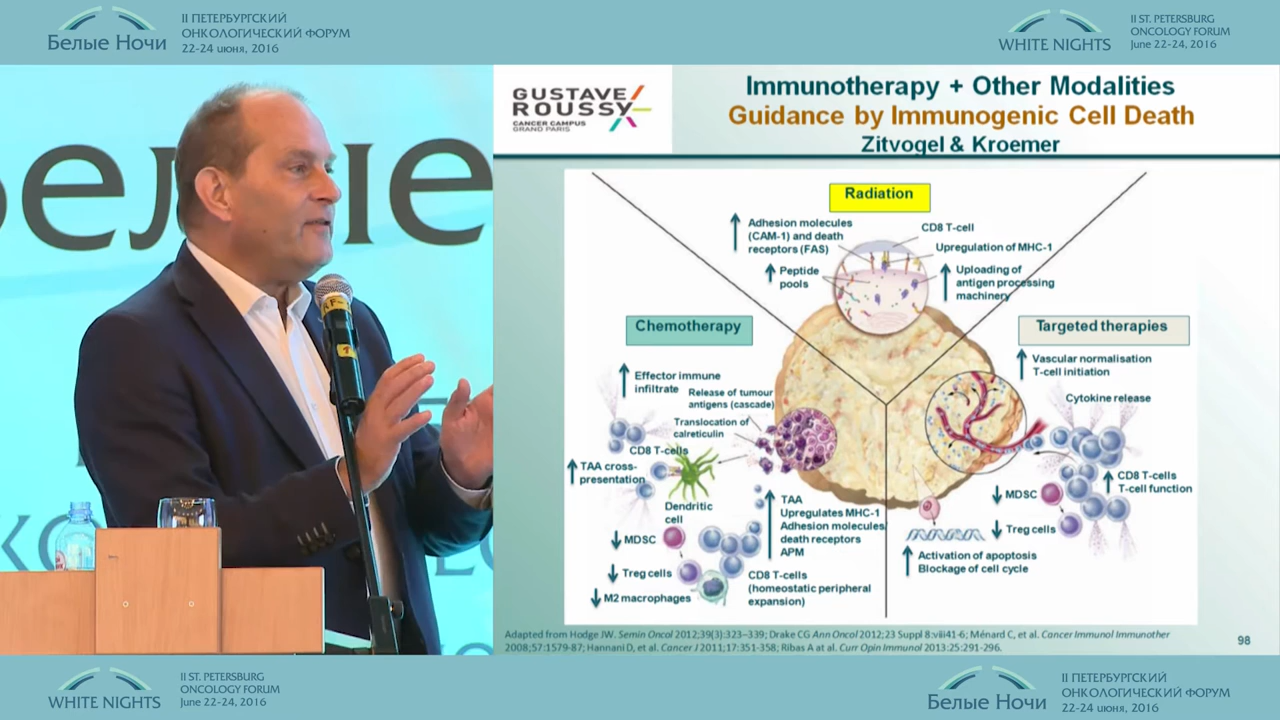 II ПЕТЕРБУРГСКИЙ
ОНКОЛОГИЧЕСКИЙ ФОРУМ
Белые Ночи
22-24 июня, 2016
II ST. PETERSBURG
ONCOLOGY FORUM
WHITE NIGHTS
June 22-24, 2016
GUSTAVE
ROUSSY
CANCER CAMPUS
GRAND PARIS
Immunotherapy + Other Modalities
Guidance by Immunogenic Cell Death
Zitvogel & Kroemer
Radiation
Adhesion molecules
(CAM-1) and death
receptors (FAS)
Peptide
pools
CD8 T-cell
Upregulation of MHC-1
Uploading of
antigen processing
machinery
Chemotherapy
Effector immune
infiltrate
Release of tumour
antigens (cascade)
Translocation of
calreticulin
CD8 T-cells
TAA cross-
presentation
Dendritic
cell
MDSC
Treg cells
M2 macrophages
TAA
Upregulates MHC-1
Adhesion molecules
death receptors
APM
CD8 T-cells
(homeostatic peripheral
expansion)
Targeted therapies
Vascular normalisation
T-cell initiation
Cytokine release
CD8 T-cells
T-cell function
MDSC
Treg cells
Activation of apoptosis
Blockage of cell cycle
Adapted from Hodge JW. Semin Oncol 2012;39(3):323–339; Drake CG Ann Oncol 2012;23 Suppl 8:viii41-6; Ménard C, et al. Cancer Immunol Immunother
2008;57:1579-87; Hannani D, et al. Cancer J 2011;17:351-358; Ribas A at al. Curr Opin Immunol 2013:25:291-296.
98
II ST. PETERSBURG
ONCOLOGY FORUM
WHITE NIGHTS
June 22-24, 2016
II ПЕТЕРБУРГСКИЙ
ОНКОЛОГИЧЕСКИЙ ФОРУМ
Белые Ночи
22-24 июня, 2016